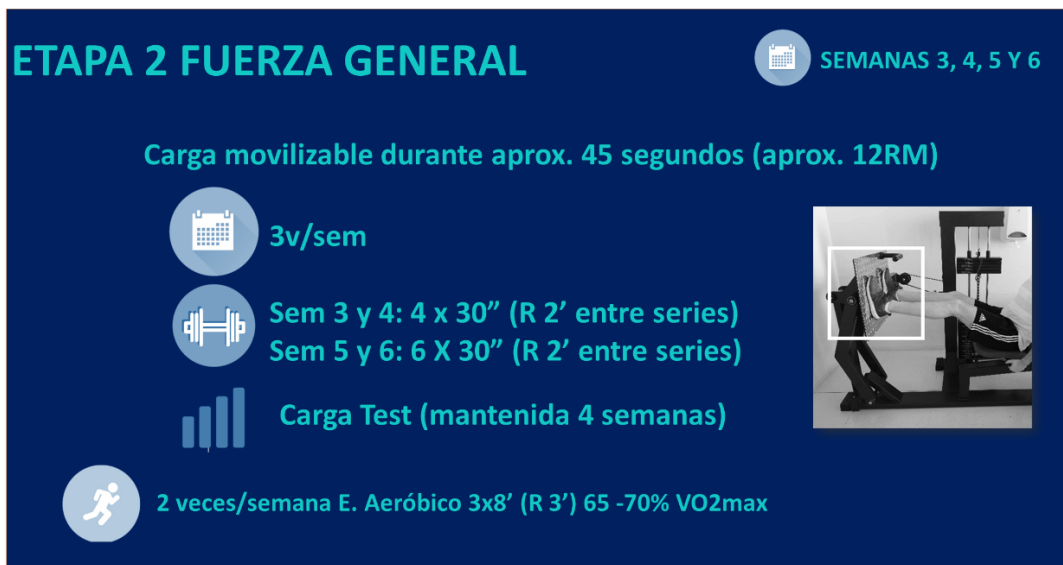 ETAPA 2 FUERZA GENERAL
SEMANAS 3, 4, 5 Y 6
Carga movilizable durante aprox. 45 segundos (aprox. 12RM)
3v/sem
Sem 3 y 4: 4 x 30” (R 2’ entre series)
Sem 5 y 6: 6 X 30” (R 2’ entre series)
Carga Test (mantenida 4 semanas)
2 veces/semana E. Aeróbico 3x8’ (R 3’) 65 -70% VO2max